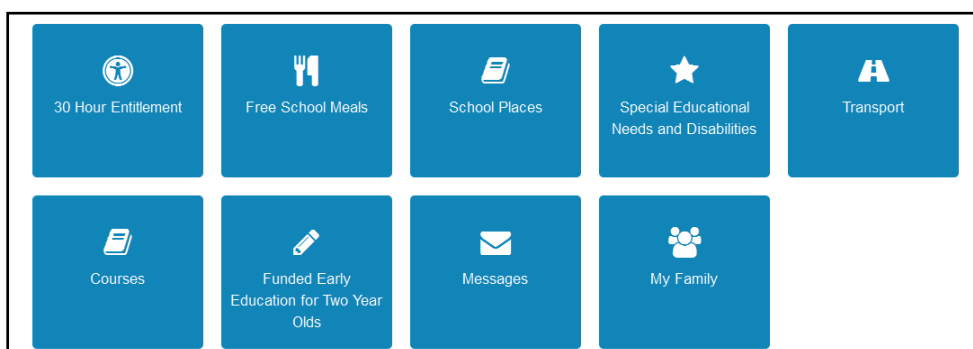 30 Hour Entitlement
Free School Meals
School Places
Special Educational
Needs and Disabilities
Transport
Courses
Funded Early
Education for Two Year
Olds
Messages
My Family